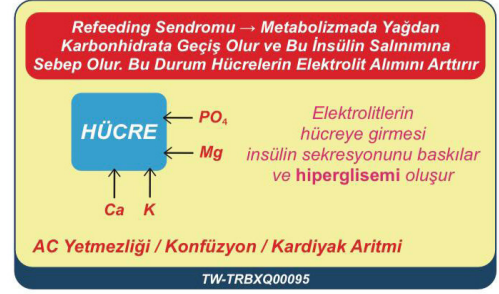 Refeeding Sendromu → Metabolizmada Yağdan
Karbonhidrata Geçiş Olur ve Bu İnsülin Salınımına
Sebep Olur. Bu Durum Hücrelerin Elektrolit Alımını Arttırır
HÜCRE
PO₄
Mg
Ca K
Elektrolitlerin
hücreye girmesi
insülin sekresyonunu baskılar
ve hiperglisemi oluşur
AC Yetmezliği / Konfüzyon / Kardiyak Aritmi
TW-TRBXQ00095